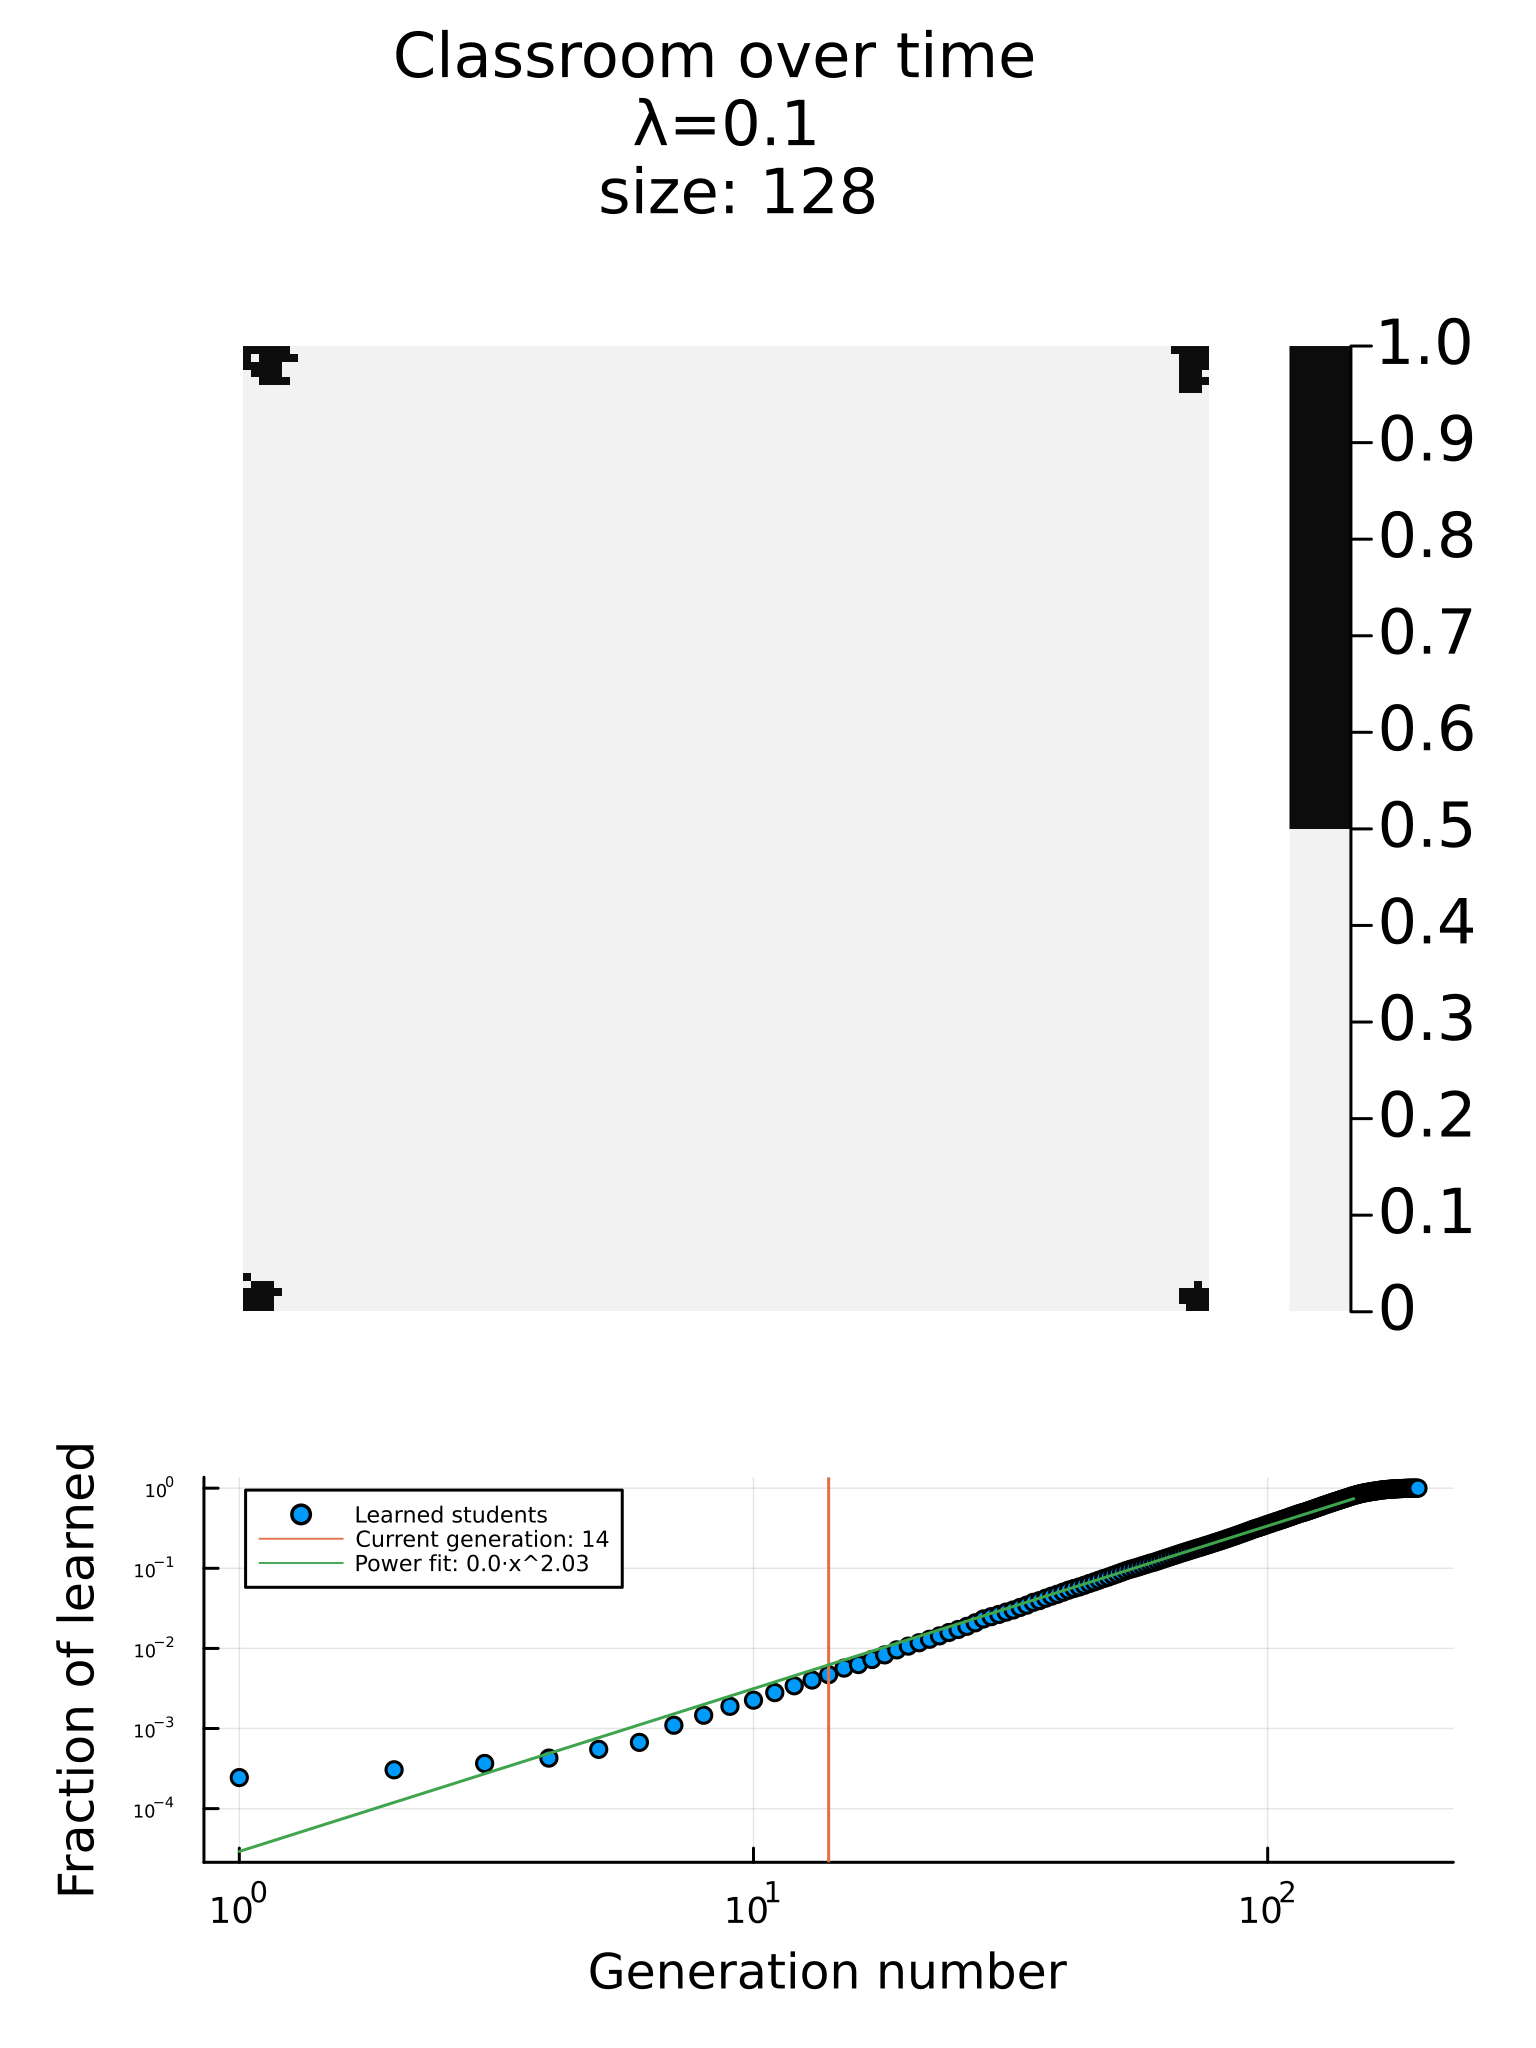 Classroom over time
λ=0.1
size: 128
1.0
0.9
0.8
0.7
0.6
0.5
0.4
0.3
0.2
0.1
0
Fraction of learned
10^0
10^-1
10^-2
10^-3
10^-4
Learned students
Current generation: 14
Power fit: 0.0·x^2.03
10^0 10^1 10^2
Generation number